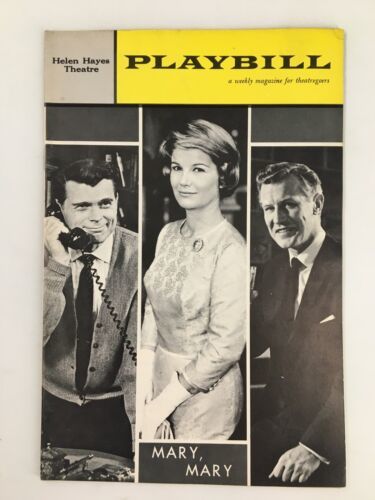 Helen Hayes
Theatre
PLAYBILL
a weekly magazine for theatregoers
MARY,
MARY